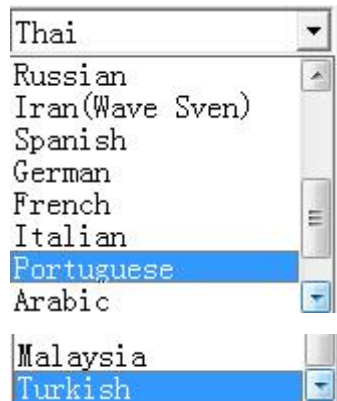 Thai
Russian
Iran(Wave Sven)
Spanish
German
French
Italian
Portuguese
Arabic
Malaysia
Turkish